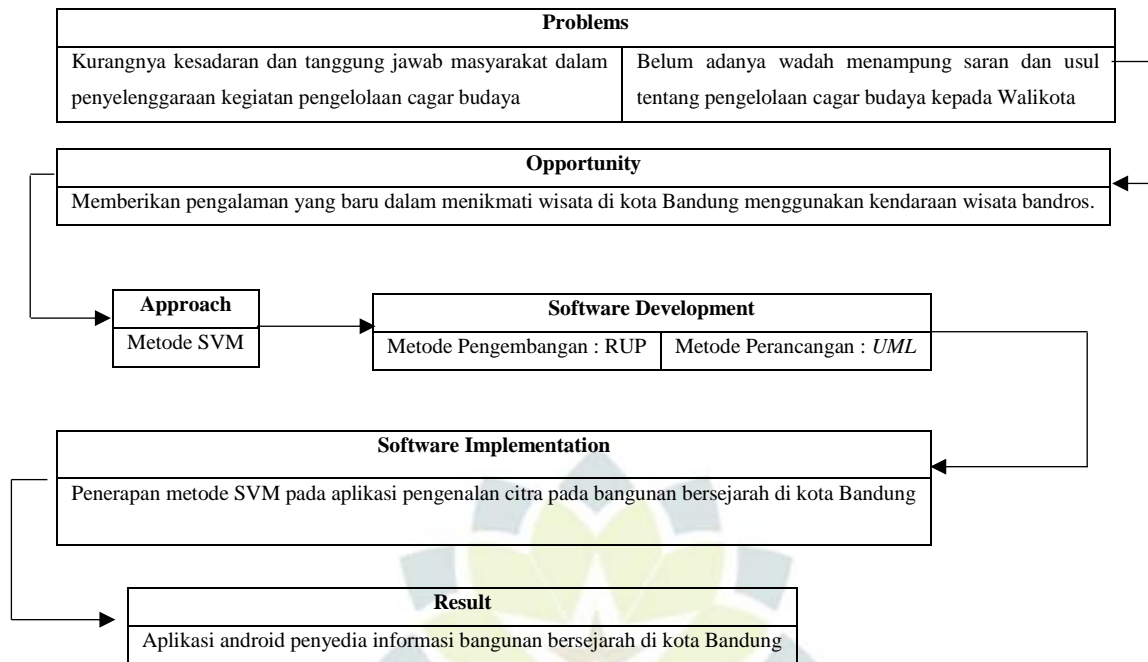 Problems
Kurangnya kesadaran dan tanggung jawab masyarakat dalam
penyelenggaraan kegiatan pengelolaan cagar budaya
Belum adanya wadah menampung saran dan usul
tentang pengelolaan cagar budaya kepada Walikota
Opportunity
Memberikan pengalaman yang baru dalam menikmati wisata di kota Bandung menggunakan kendaraan wisata bandros.
Approach
Metode SVM
Software Development
Metode Pengembangan : RUP
Metode Perancangan : UML
Software Implementation
Penerapan metode SVM pada aplikasi pengenalan citra pada bangunan bersejarah di kota Bandung
Result
Aplikasi android penyedia informasi bangunan bersejarah di kota Bandung